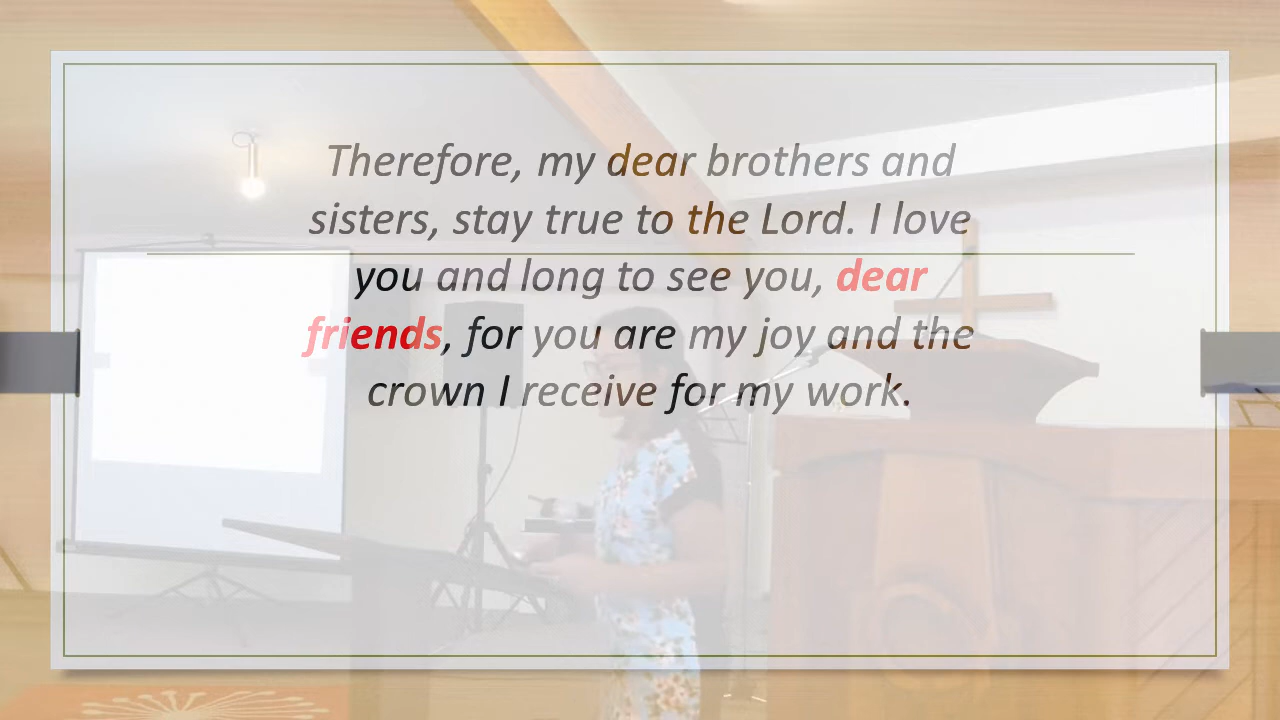 Therefore, my dear brothers and
sisters, stay true to the Lord. I love
you and long to see you, dear
friends, for you are my joy and the
crown I receive for my work.